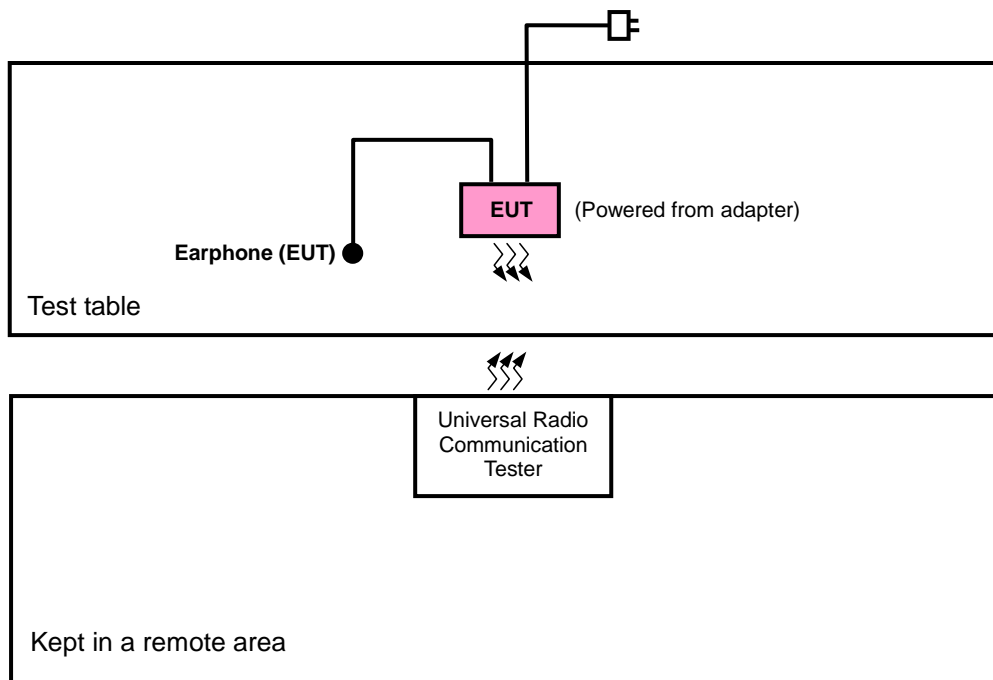 EUT
(Powered from adapter)
Earphone (EUT)
Test table
Universal Radio
Communication
Tester
Kept in a remote area